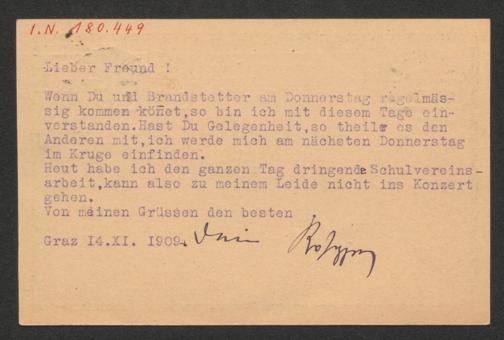 I.N. 180.449
Lieber Freund !
Wenn Du und Brandstetter am Donnerstag regelmäs-
sig kommen könet,so bin ich mit diesem Tage ein-
verstanden.Hast Du Gelegenheit,so theile es den
Anderen mit,ich werde mich am nächsten Donnerstag
im Kruge einfinden.
Heut habe ich den ganzen Tag dringende Schulvereins-
arbeit,kann also zu meinem Leide nicht ins Konzert
gehen.
Von meinen Grüssen den besten
Graz I4.XI. I909. Dein